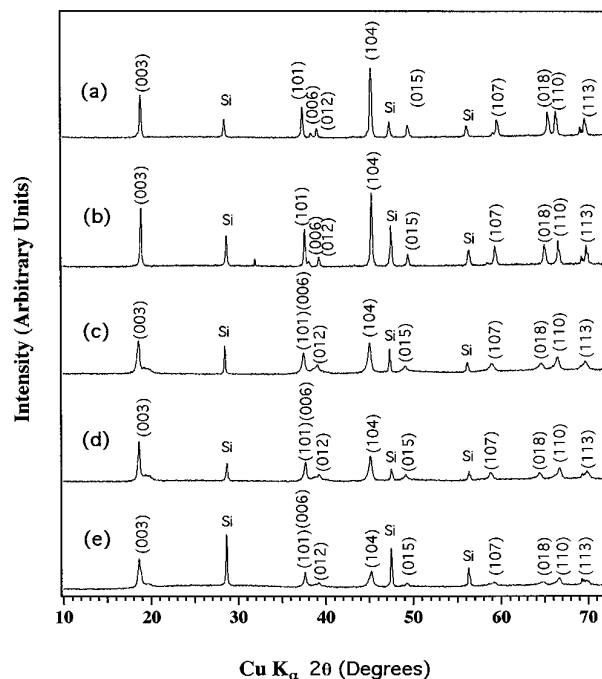 Intensity (Arbitrary Units)
(a) (003) Si (101) (006) (012) (104) Si (015) Si (107) (018) (110) (113)
(b) (003) Si (101) (006) (012) (104) Si (015) Si (107) (018) (110) (113)
(c) (003) Si (101)(006) (012) (104) Si (015) Si (107) (018) (110) (113)
(d) (003) Si (101)(006) (012) (104) Si (015) Si (107) (018) (110) (113)
(e) (003) Si (101)(006) (012) (104) Si (015) Si (107) (018) (110) (113)
10 20 30 40 50 60 70
Cu Kα 2θ (Degrees)